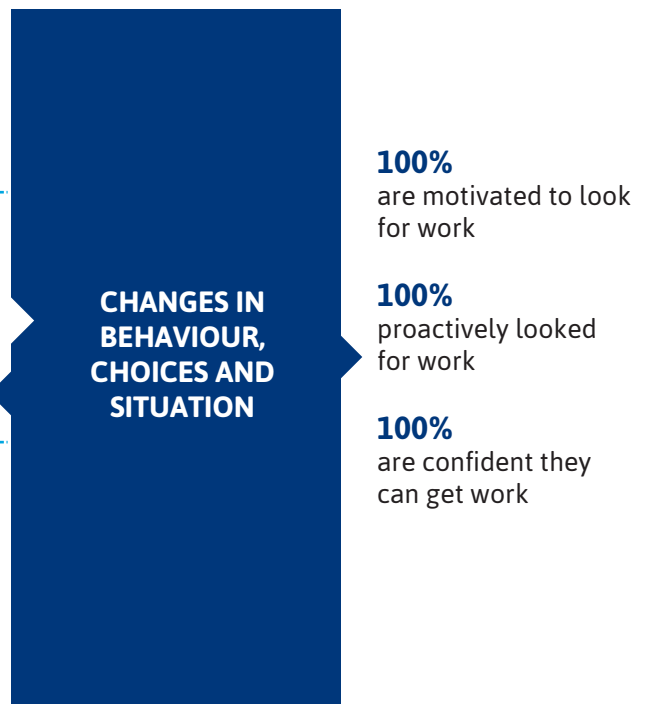 CHANGES IN
BEHAVIOUR,
CHOICES AND
SITUATION
100%
are motivated to look
for work
100%
proactively looked
for work
100%
are confident they
can get work